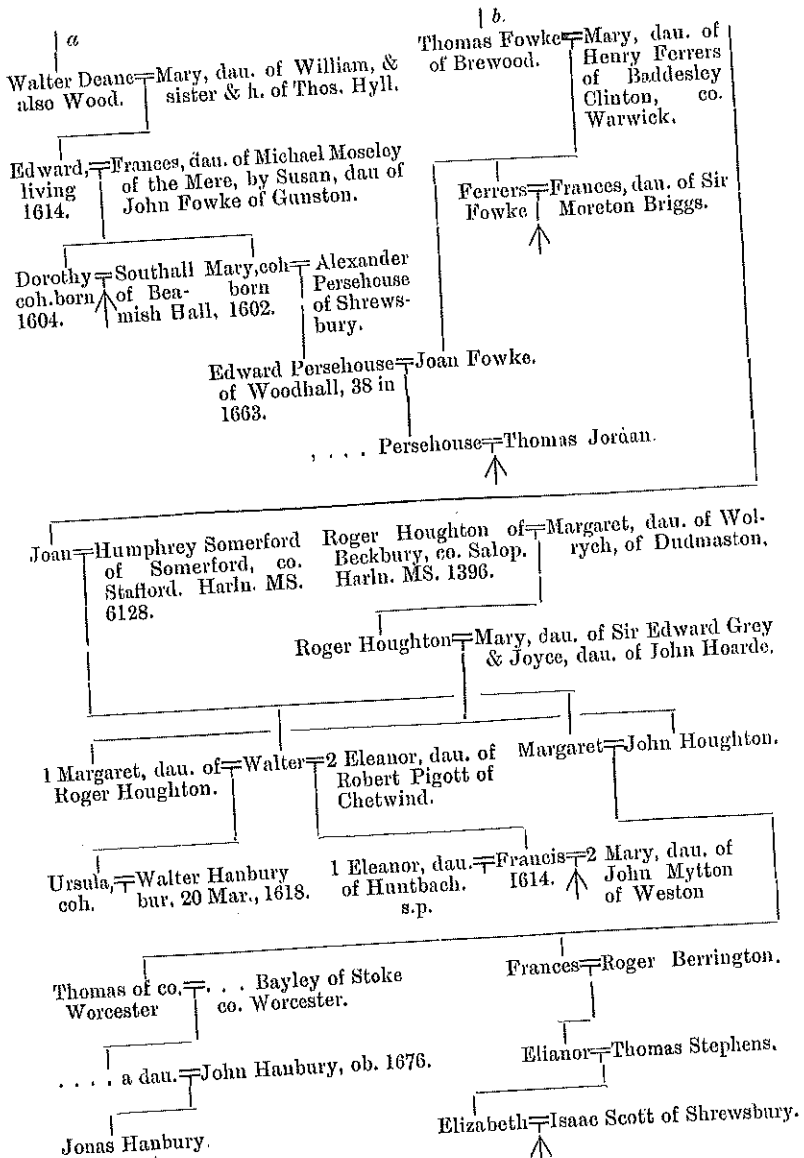 a
b.
Walter Deane=Mary, dau. of William, &
also Wood. sister & h. of Thos. Hyll.
Thomas Fowke=Mary, dau. of
of Brewood. Henry Ferrers
of Baddesley
Clinton, co.
Warwick.
Edward,=Frances, dau. of Michael Moseley
living of the Mere, by Susan, dau of
1614. John Fowke of Gunston.
Ferrers=Frances, dau. of Sir
Fowke Moreton Briggs.
Dorothy=Southall Mary,coh= Alexander
coh.born of Bea- born Persehouse
1604. mish Hall, 1602. of Shrews-
bury.
Edward Persehouse=Joan Fowke.
of Woodhall, 38 in
1663.
, . . . Persehouse=Thomas Jordan.
Joan=Humphrey Somerford
of Somerford, co.
Stafford. Harln. MS.
6128.
Roger Houghton of=Margaret, dau. of Wol-
Beckbury, co. Salop. rych, of Dudmaston,
Harln. MS. 1396.
Roger Houghton=Mary, dau. of Sir Edward Grey
& Joyce, dau. of John Hoarde.
1 Margaret, dau. of=Walter=2 Eleanor, dau. of
Roger Houghton. Robert Pigott of
Chetwind.
Margaret=John Houghton.
Ursula,=Walter Hanbury
coh. bur. 20 Mar., 1618.
1 Eleanor, dau.=Francis=2 Mary, dau. of
of Huntbach. 1614. John Mytton
s.p. of Weston
Thomas of co.=. . . Bayley of Stoke
Worcester co. Worcester.
Frances=Roger Berrington.
. . . . a dau.=John Hanbury, ob. 1676.
Elianor=Thomas Stephens.
Jonas Hanbury.
Elizabeth=Isaac Scott of Shrewsbury.